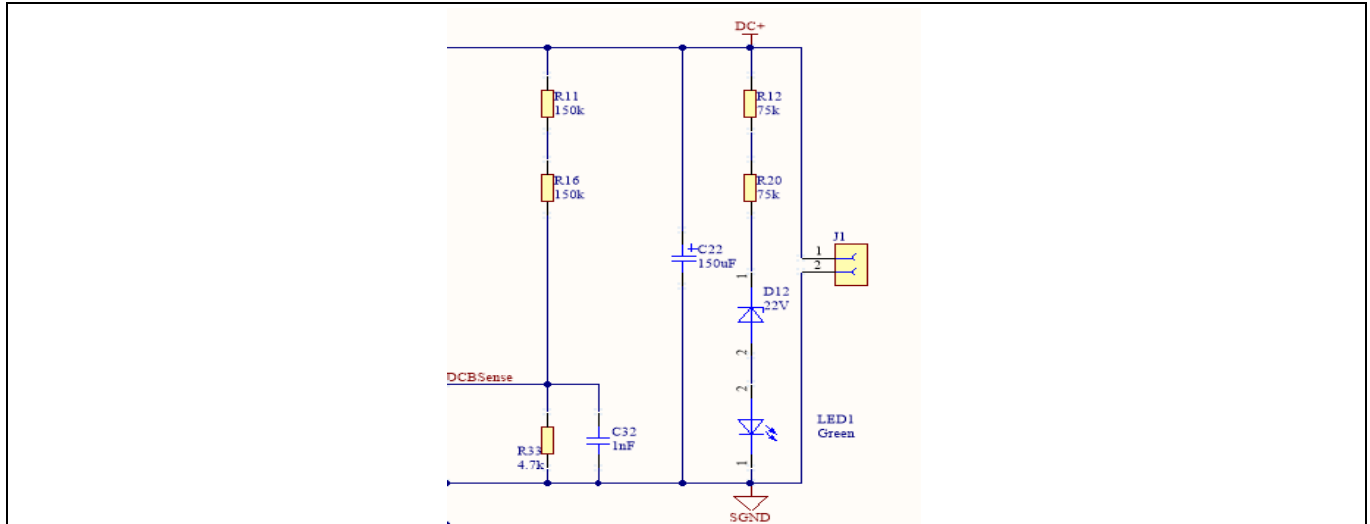 DC+
R11
150k
R12
75k
R16
150k
R20
75k
J1
1
2
C22
150uF
1
D12
22V
2
DCBSense
2
LED1
Green
C32
1nF
R33
4.7k
1
SGND